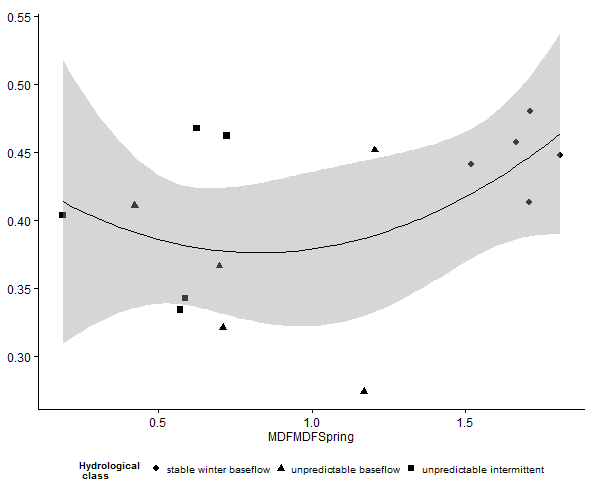 0.55
0.50
0.45
0.40
0.35
0.30
0.5 1.0 1.5
MDFMDFSpring
Hydrological class stable winter baseflow unpredictable baseflow unpredictable intermittent